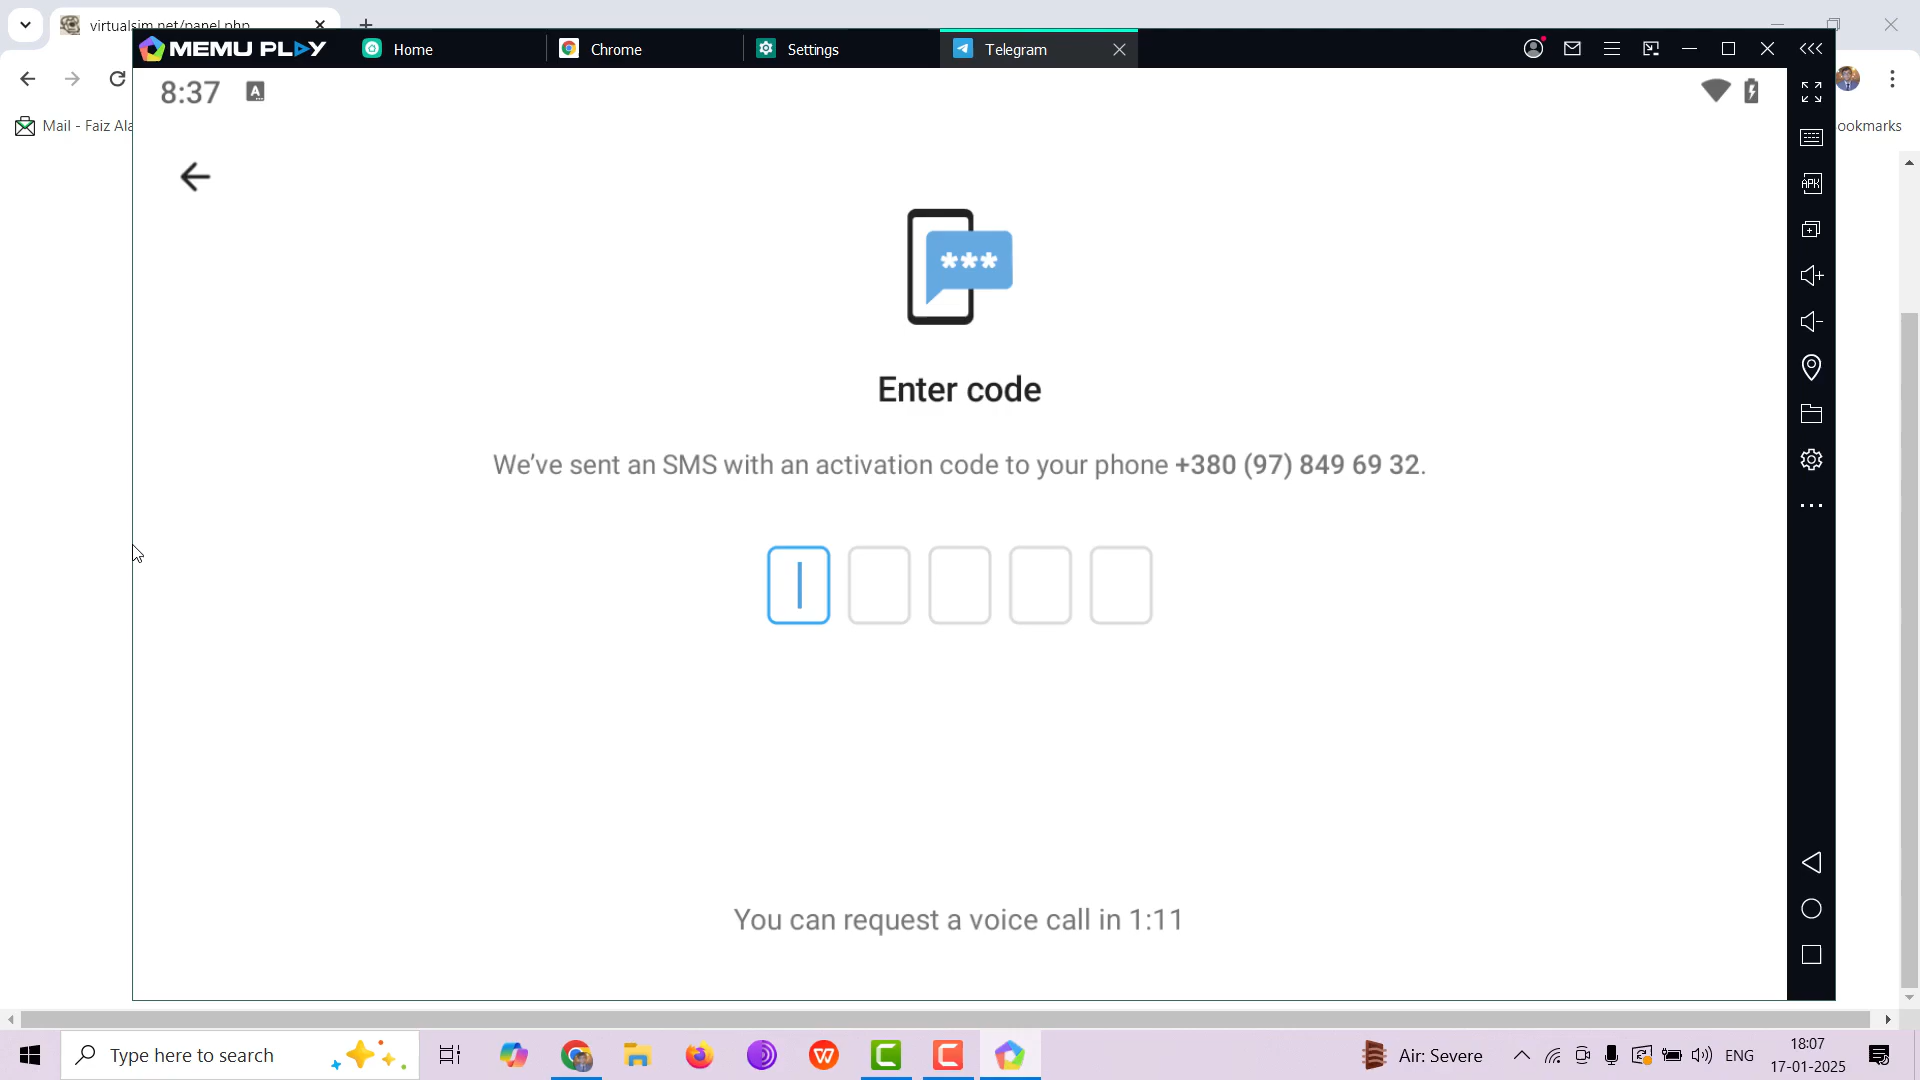 virtualsim.net/panel.php
MEMU PLAY
Home
Chrome
Settings
Telegram
8:37
A
Mail - Faiz Ala
ookmarks
APK
***
Enter code
We've sent an SMS with an activation code to your phone +380 (97) 849 69 32.
You can request a voice call in 1:11
Type here to search
Air: Severe
ENG
18:07
17-01-2025